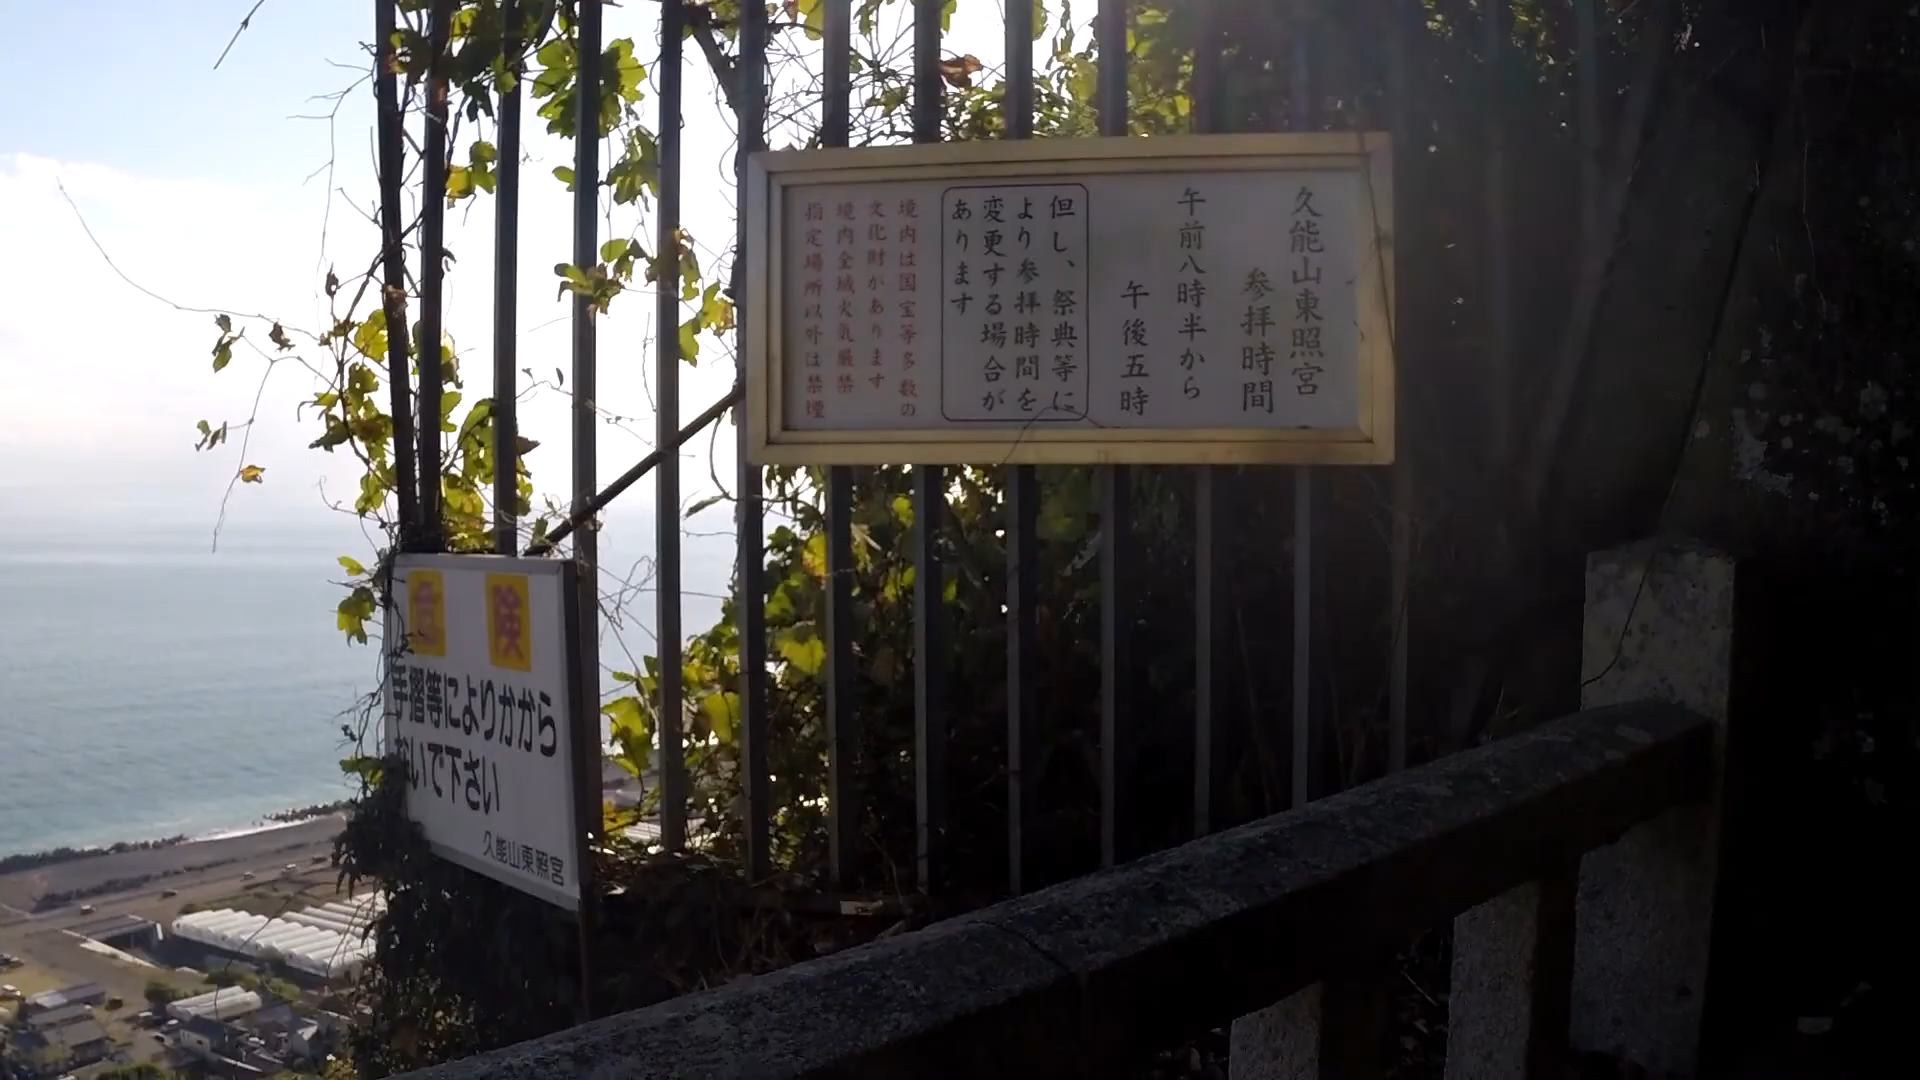 久能山東照宮
参拝時間
午前八時半から
午後五時
但し、祭典等に
より参拝時間を
変更する場合が
あります
境内は国宝等多数の
文化財があります
境内全域火気厳禁
指定場所以外は禁煙
危険
手摺等によりかから
ないで下さい
久能山東照宮